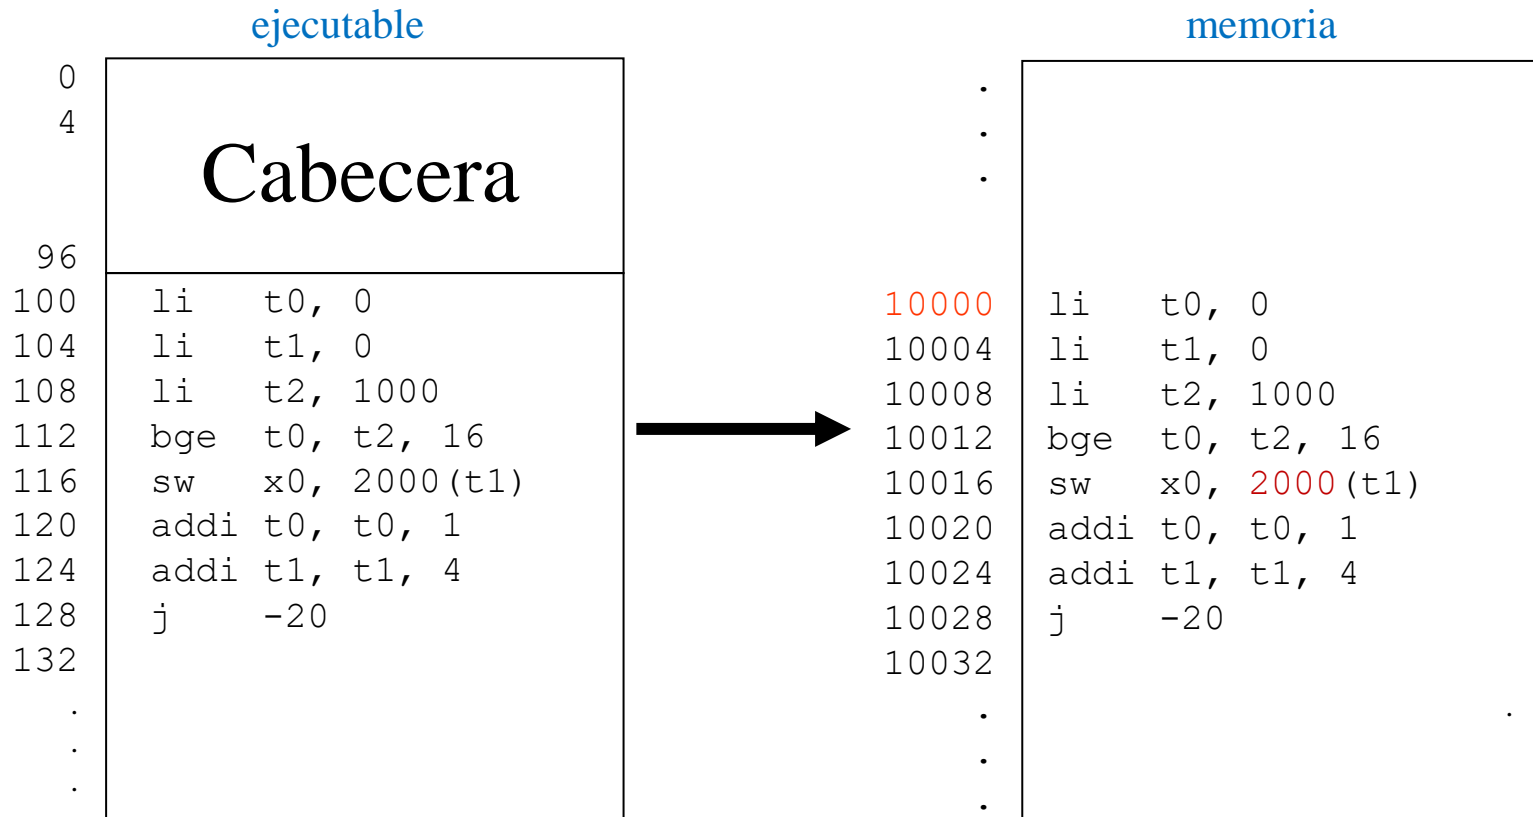 ejecutable
0
4
Cabecera
96
100 li t0, 0
104 li t1, 0
108 li t2, 1000
112 bge t0, t2, 16
116 sw x0, 2000(t1)
120 addi t0, t0, 1
124 addi t1, t1, 4
128 j -20
132
.
.
.
memoria
.
.
.
10000 li t0, 0
10004 li t1, 0
10008 li t2, 1000
10012 bge t0, t2, 16
10016 sw x0, 2000(t1)
10020 addi t0, t0, 1
10024 addi t1, t1, 4
10028 j -20
10032
. .
.
.